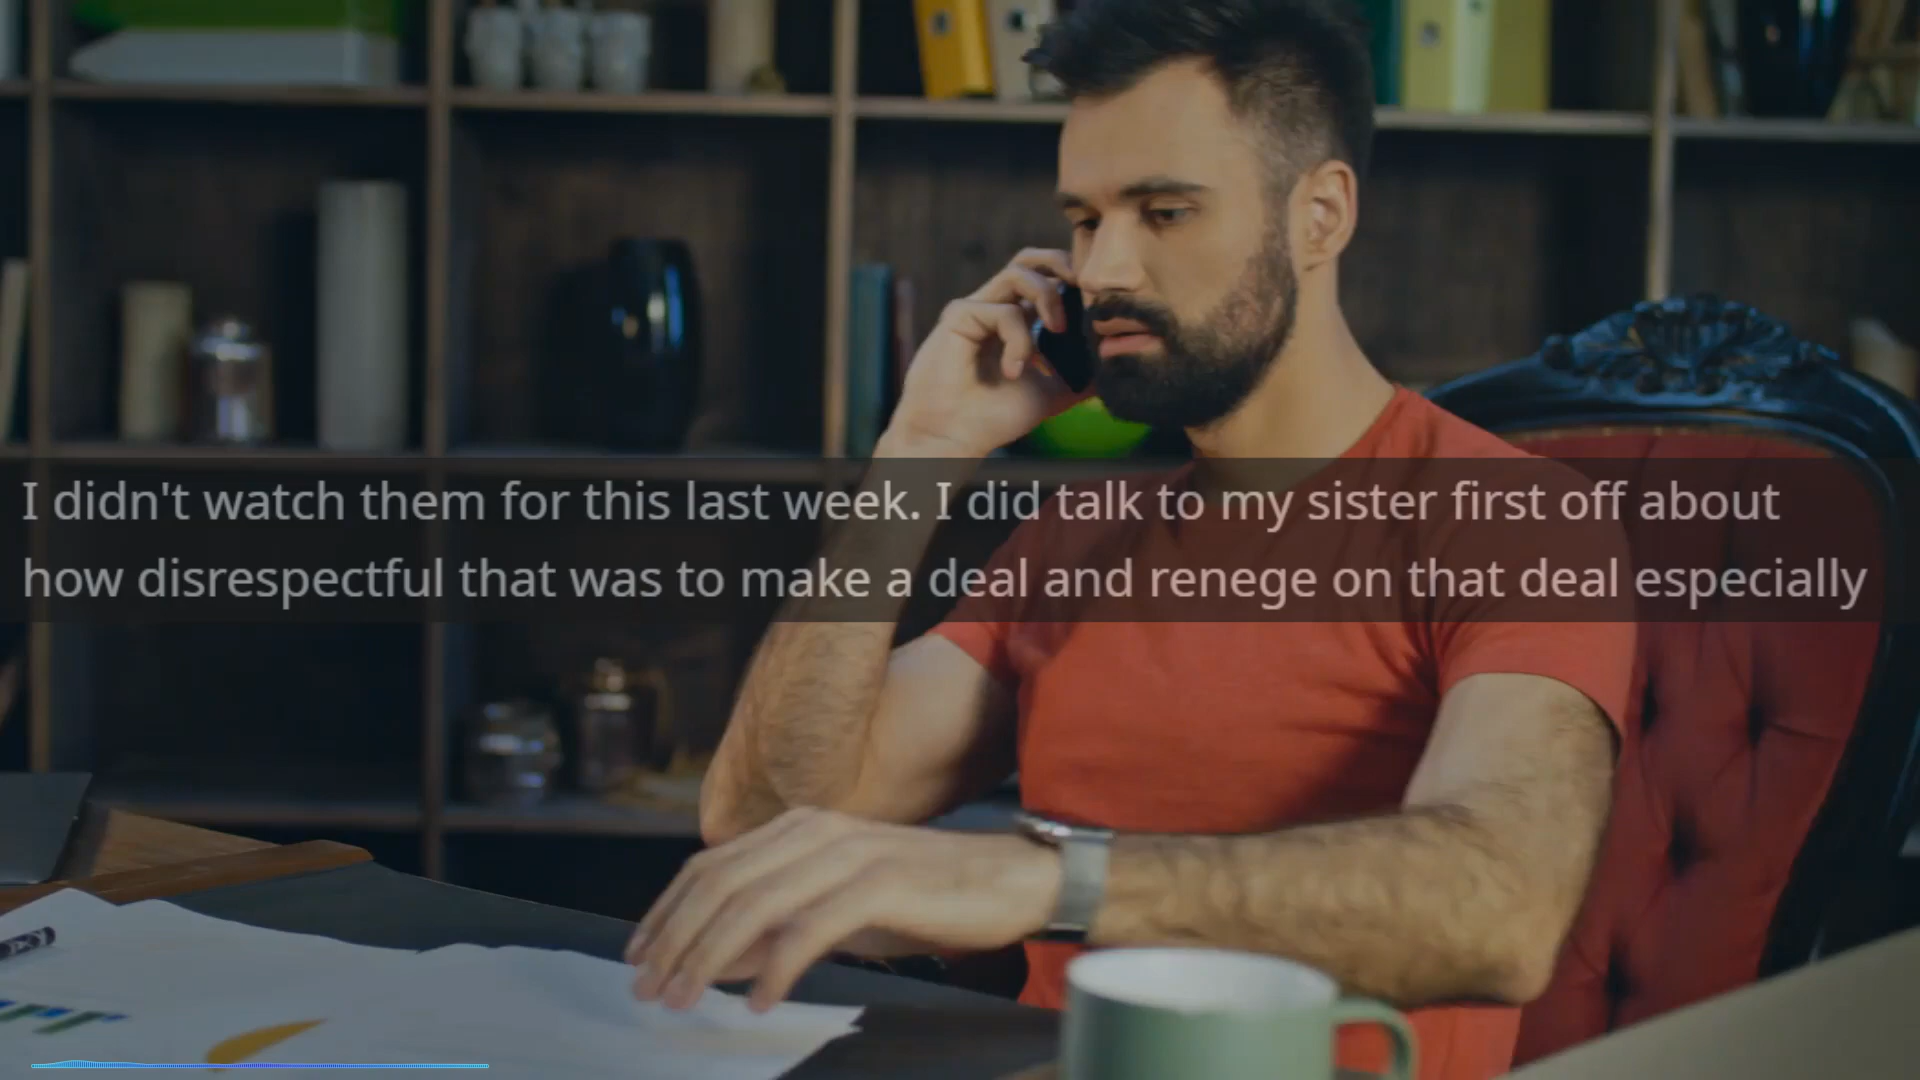 I didn't watch them for this last week. I did talk to my sister first off about
how disrespectful that was to make a deal and renege on that deal especially